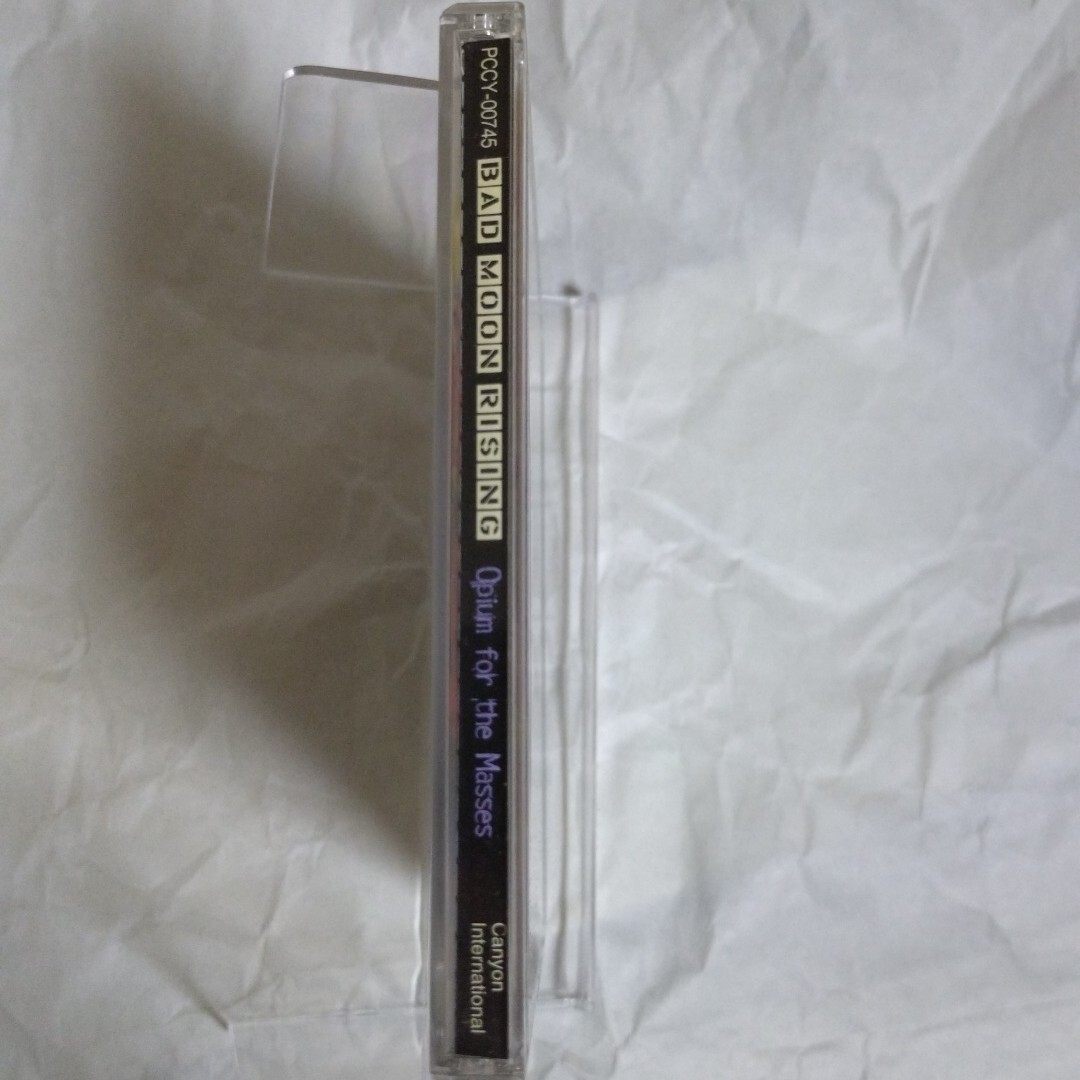 PCCY-00745
BAD MOON RISING
Opium for the Masses
Canyon
International